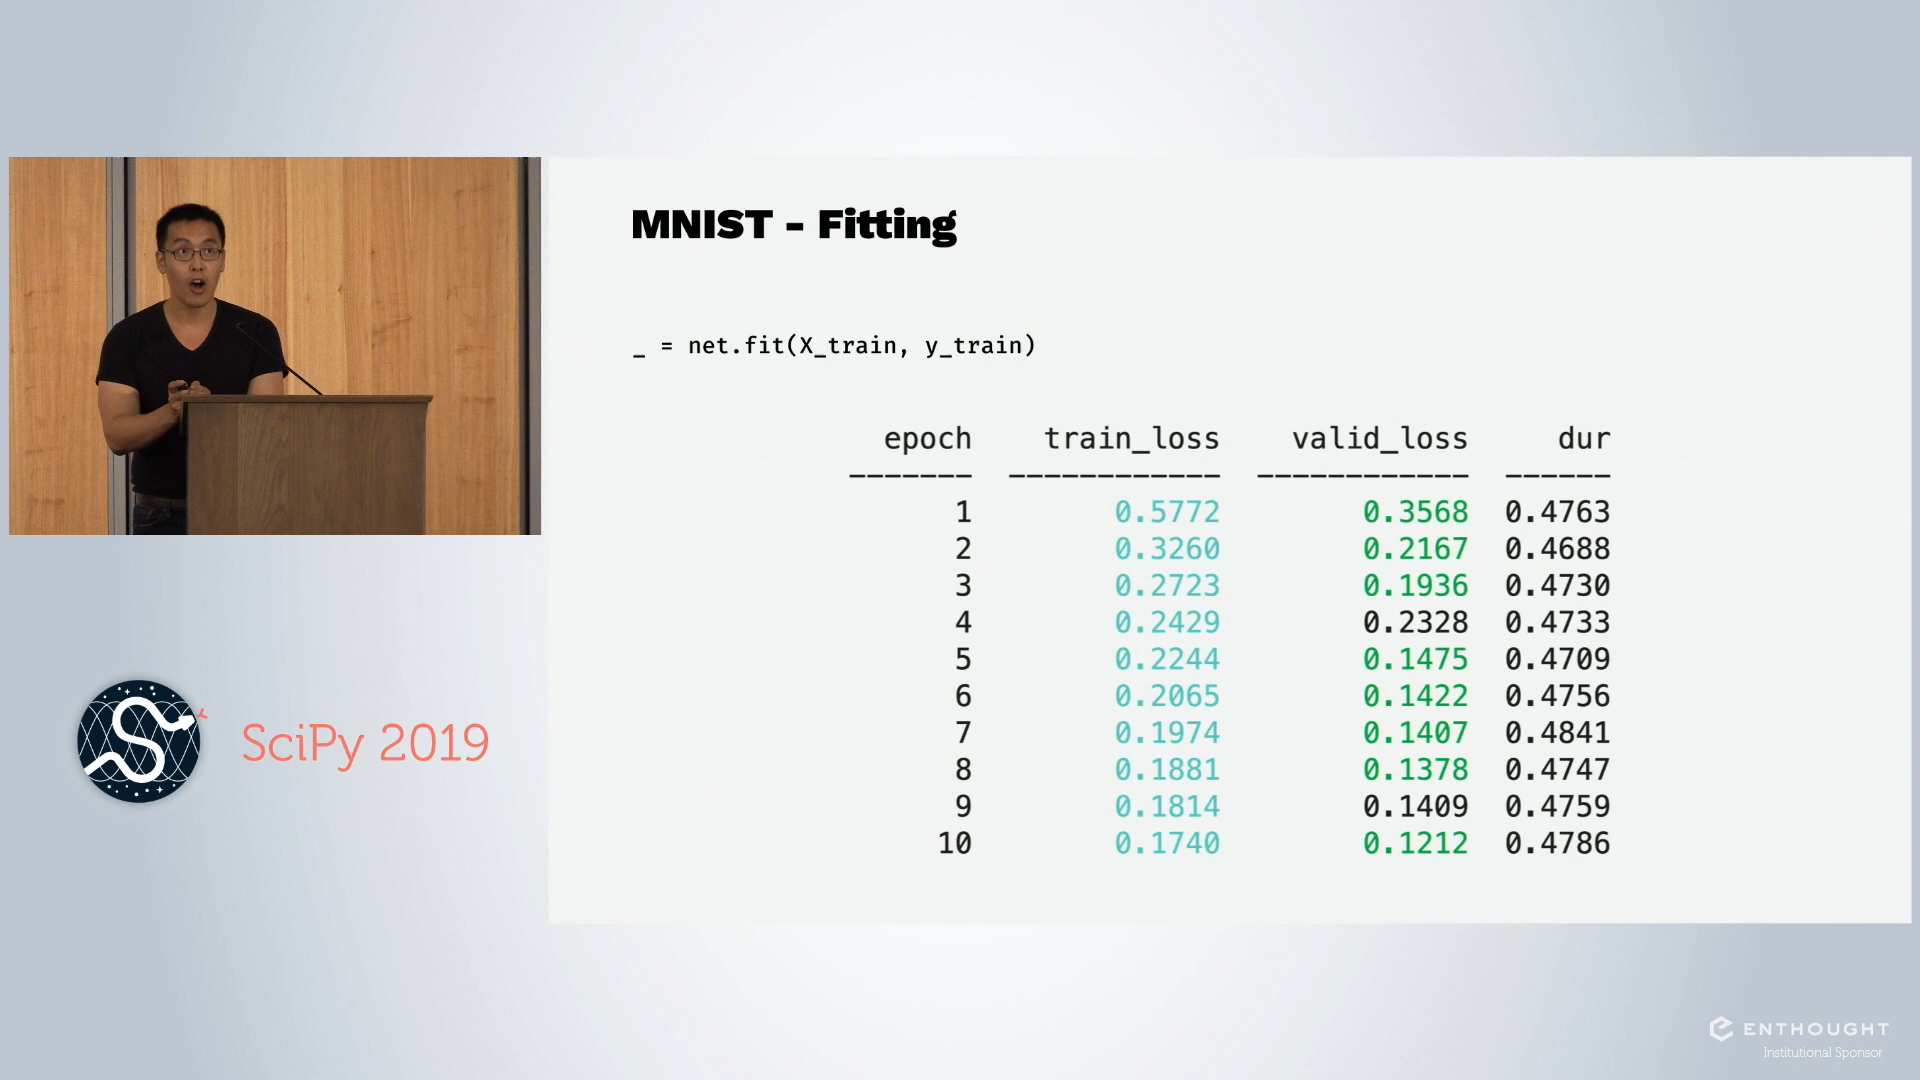 MNIST - Fitting
_ = net.fit(X_train, y_train)
epoch train_loss valid_loss dur
------- ------------ ------------ ------
1 0.5772 0.3568 0.4763
2 0.3260 0.2167 0.4688
3 0.2723 0.1936 0.4730
4 0.2429 0.2328 0.4733
5 0.2244 0.1475 0.4709
6 0.2065 0.1422 0.4756
7 0.1974 0.1407 0.4841
8 0.1881 0.1378 0.4747
9 0.1814 0.1409 0.4759
10 0.1740 0.1212 0.4786
SciPy 2019
ENTHOUGHT
Institutional Sponsor